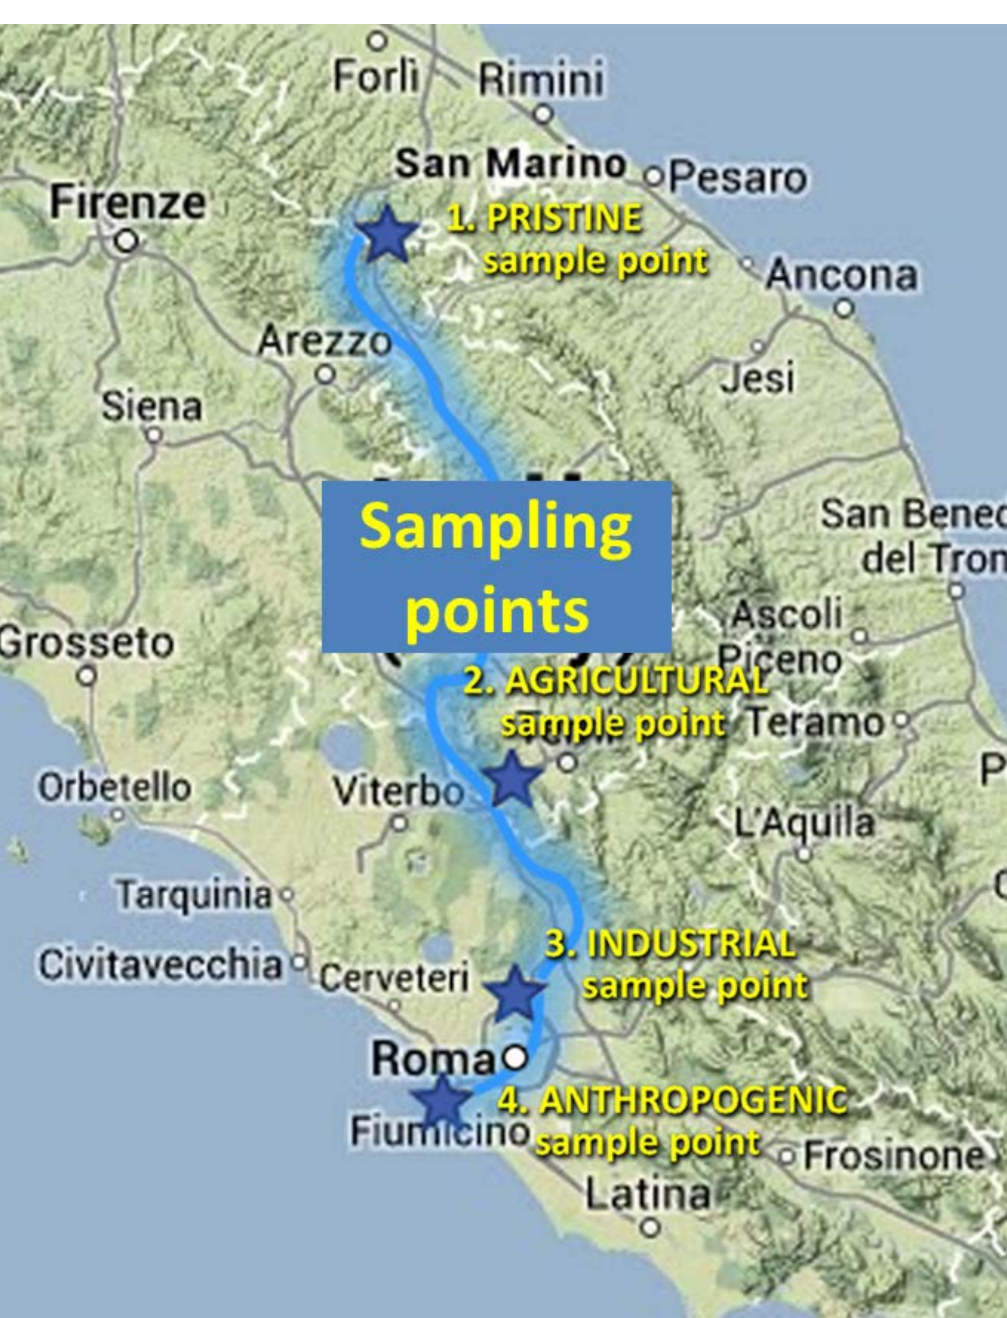 Forlì
Rimini
San Marino
Pesaro
Firenze
1. PRISTINE
sample point
Ancona
Arezzo
Jesi
Siena
Sampling
points
San Benec
del Tron
Ascoli
Piceno
Grosseto
2. AGRICULTURAL
sample point
Teramo
P
Orbetello
Viterbo
L'Aquila
Tarquinia
3. INDUSTRIAL
sample point
Civitavecchia
Cerveteri
Roma
4. ANTHROPOGENIC
sample point
Fiumicino
Frosinone
Latina